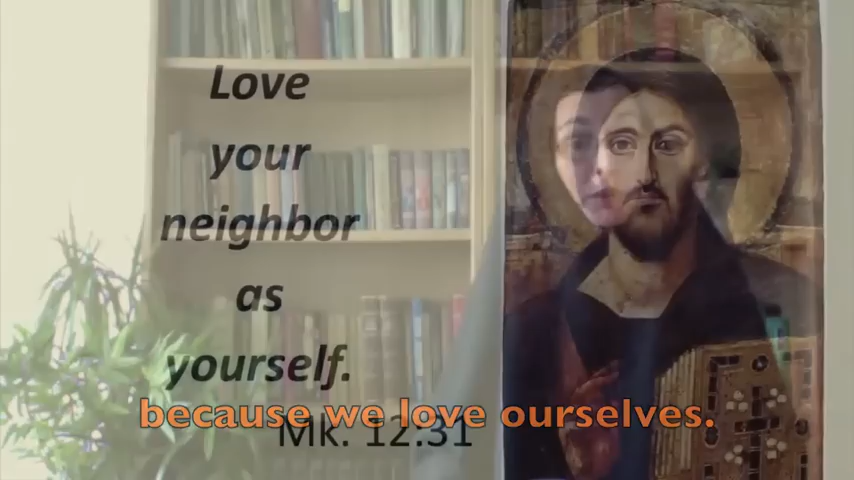 Love
your
neighbor
as
yourself.
because we love ourselves.
Mk. 12:31